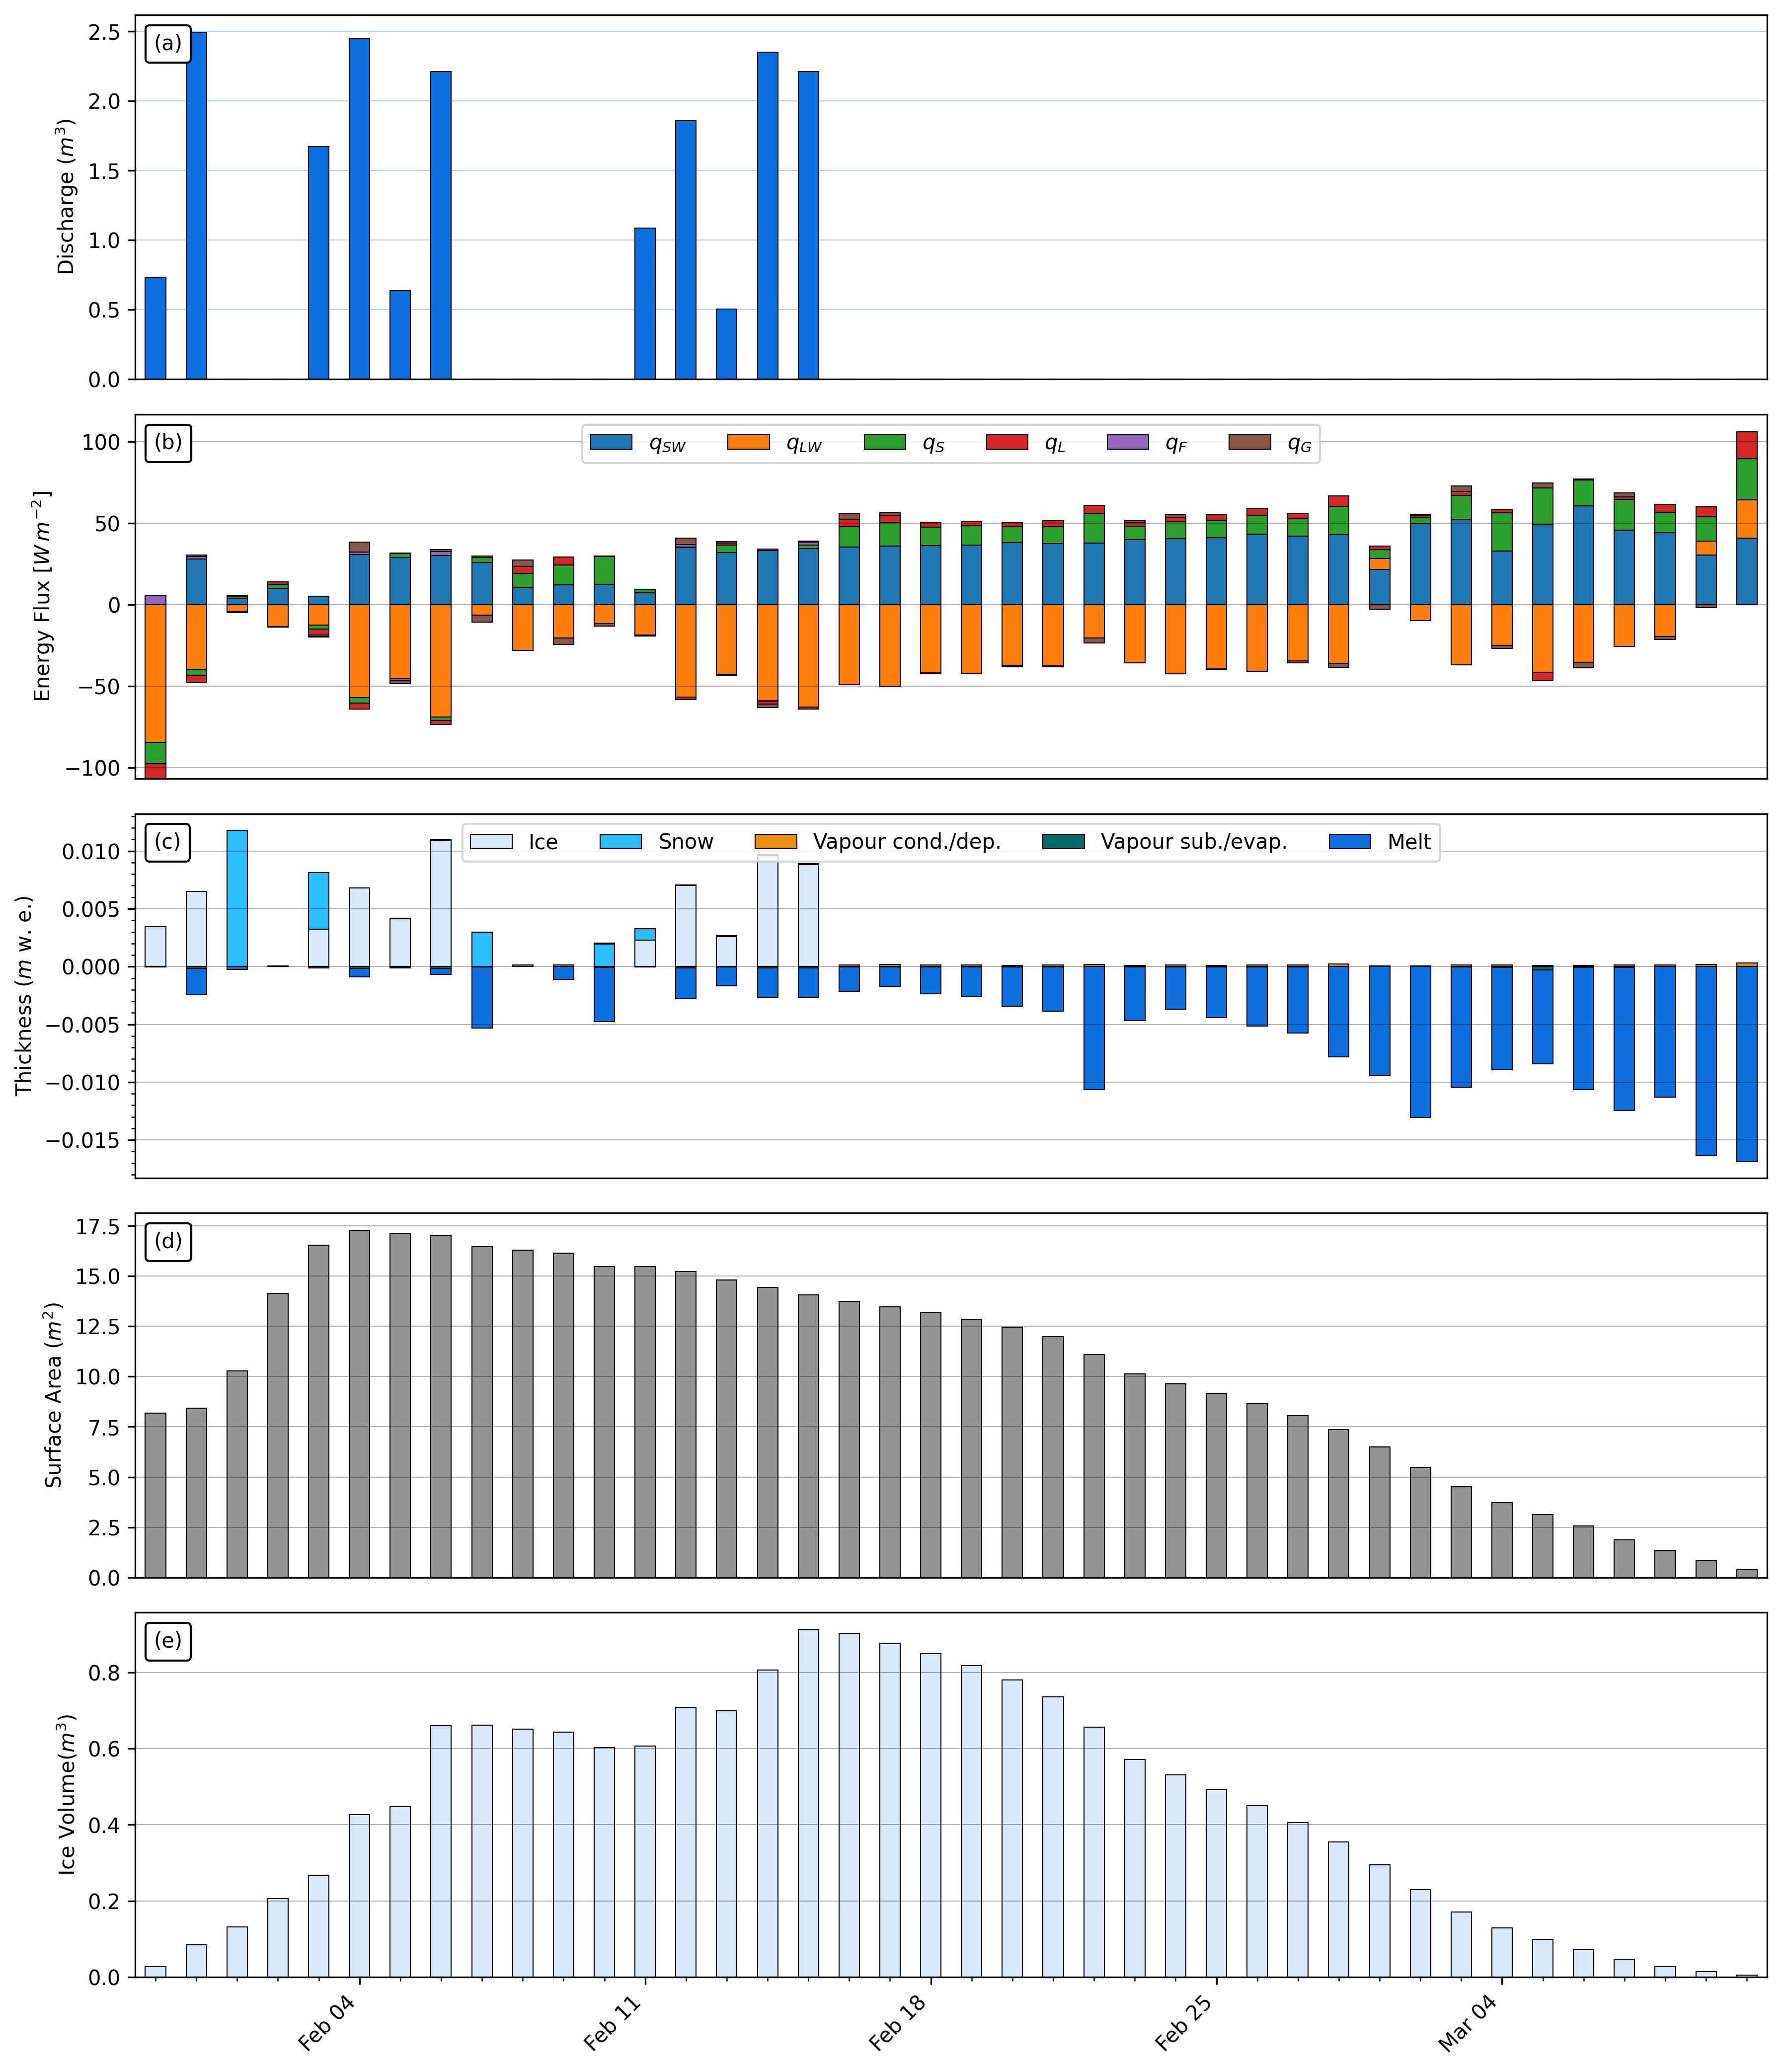 (a)
2.5
2.0
1.5
1.0
0.5
0.0
Discharge (m³)
(b)
q_SW q_LW q_S q_L q_F q_G
100
50
0
−50
−100
Energy Flux [W m⁻²]
(c)
Ice Snow Vapour cond./dep. Vapour sub./evap. Melt
0.010
0.005
0.000
−0.005
−0.010
−0.015
Thickness (m w. e.)
(d)
17.5
15.0
12.5
10.0
7.5
5.0
2.5
0.0
Surface Area (m²)
(e)
0.8
0.6
0.4
0.2
0.0
Ice Volume(m³)
Feb 04 Feb 11 Feb 18 Feb 25 Mar 04